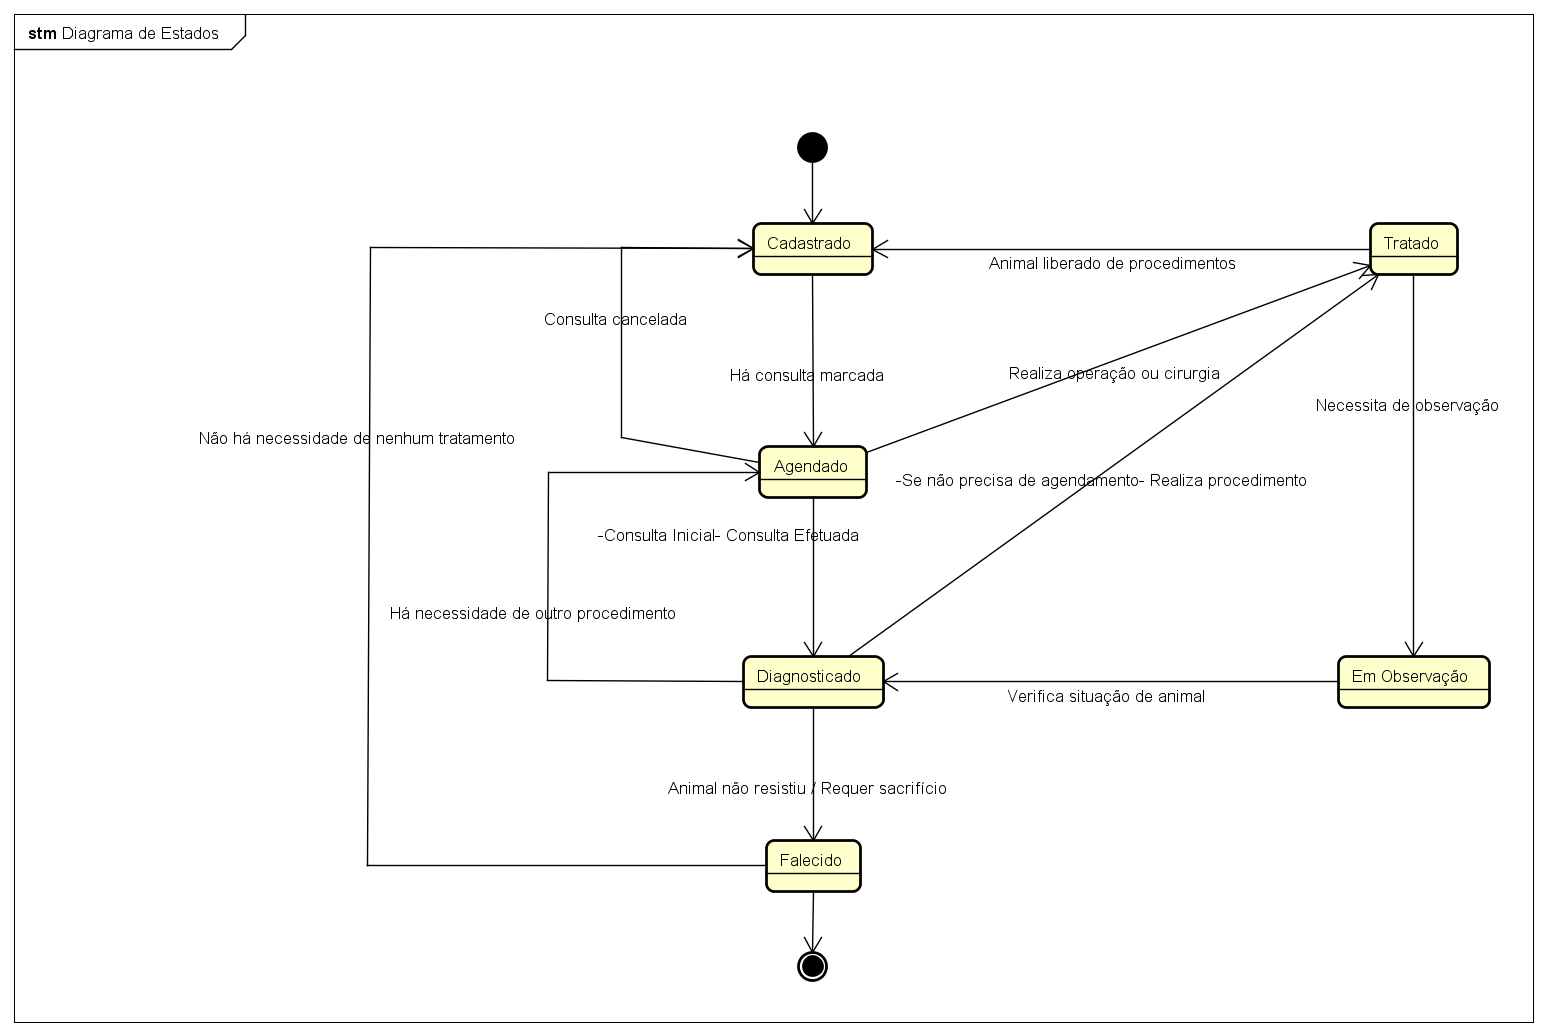 stm Diagrama de Estados
Cadastrado
Tratado
Animal liberado de procedimentos
Consulta cancelada
Há consulta marcada
Realiza operação ou cirurgia
Necessita de observação
Não há necessidade de nenhum tratamento
Agendado
-Se não precisa de agendamento- Realiza procedimento
-Consulta Inicial- Consulta Efetuada
Há necessidade de outro procedimento
Diagnosticado
Em Observação
Verifica situação de animal
Animal não resistiu / Requer sacrifício
Falecido